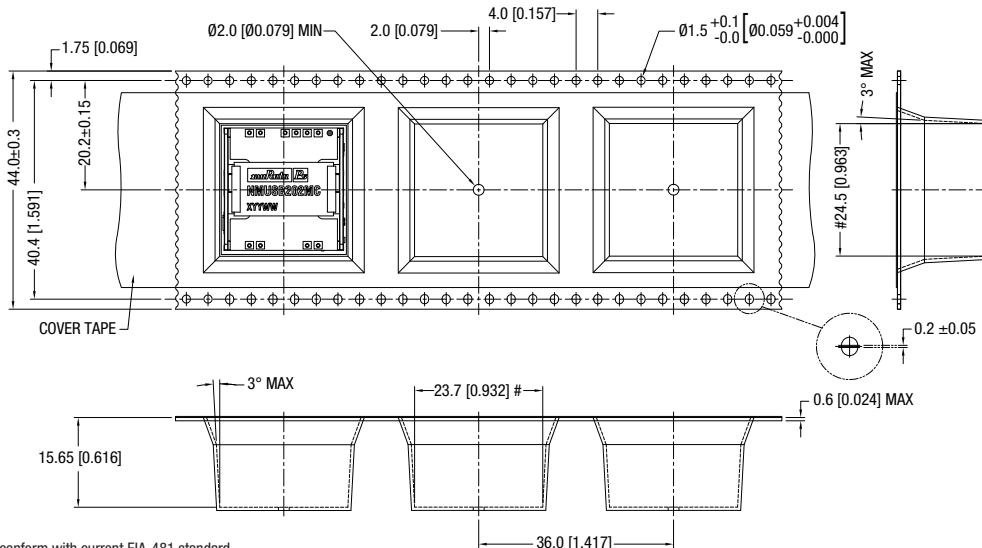 4.0 [0.157]
Ø2.0 [Ø0.079] MIN
2.0 [0.079]
Ø1.5 +0.1 -0.0 [Ø0.059 +0.004 -0.000]
1.75 [0.069]
3° MAX
44.0±0.3
40.4 [1.591]
20.2±0.15
#24.5 [0.963]
muRata Ps
NMUSB202MC
XYYWW
COVER TAPE
0.2 ±0.05
3° MAX
23.7 [0.932] #
0.6 [0.024] MAX
15.65 [0.616]
36.0 [1.417]
conform with current EIA-481 standard